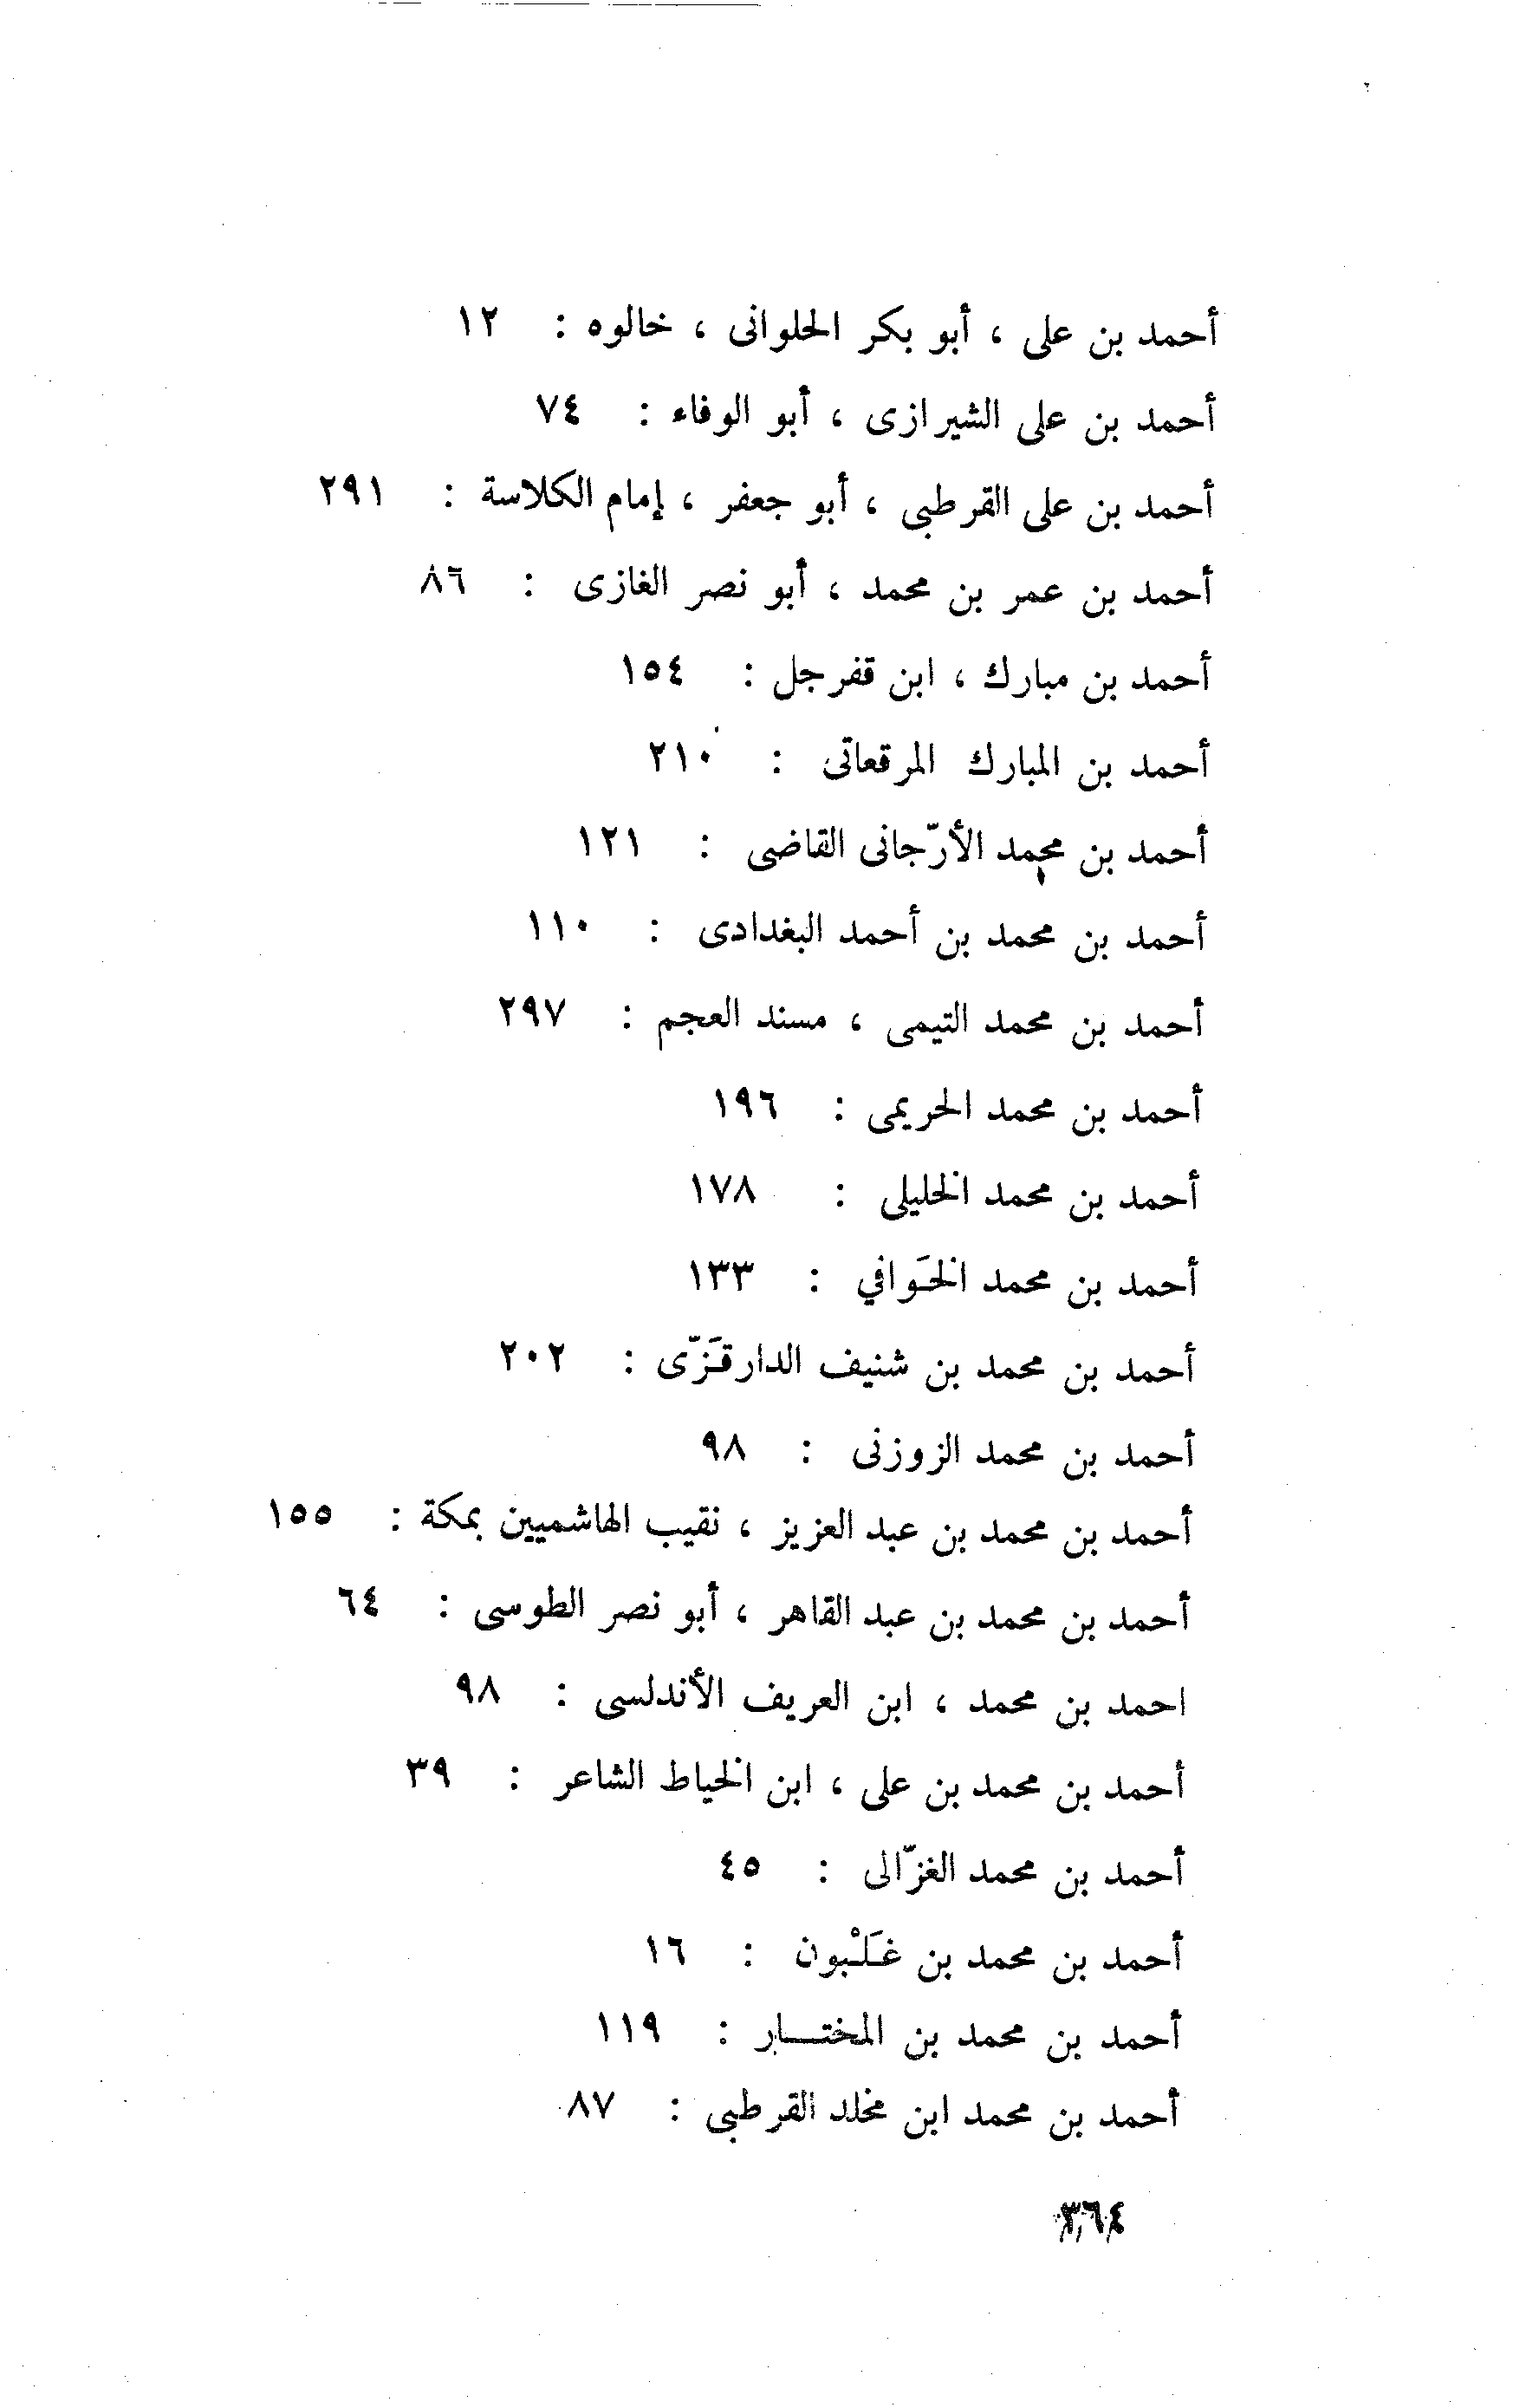 أحمد بن على ، أبو بكر الحلوانى ، خالوه : ١٢
أحمد بن على الشيرازى ، أبو الوفاء : ٧٤
أحمد بن على القرطبى ، أبو جعفر ، إمام الكلاسة : ٢٩١
أحمد بن عمر بن محمد ، أبو نصر الغازى : ٨٦
أحمد بن مبارك ، ابن قفرجل : ١٥٤
أحمد بن المبارك المرقعاتى : ٢١٠
أحمد بن محمد الأرّجانى القاضى : ١٢١
أحمد بن محمد بن أحمد البغدادى : ١١٠
أحمد بن محمد التيمى ، مسند العجم : ٢٩٧
أحمد بن محمد الحريمى : ١٩٦
أحمد بن محمد الخليلى : ١٧٨
أحمد بن محمد الخَوافي : ١٣٣
أحمد بن محمد بن شنيف الدارقَزّى : ٢٠٢
أحمد بن محمد الزوزنى : ٩٨
أحمد بن محمد بن عبد العزيز ، نقيب الهاشميين بمكة : ١٥٥
أحمد بن محمد بن عبد القاهر ، أبو نصر الطوسى : ٦٤
احمد بن محمد ، ابن العريف الأندلسى : ٩٨
أحمد بن محمد بن على ، ابن الخياط الشاعر : ٣٩
أحمد بن محمد الغزّالى : ٤٥
أحمد بن محمد بن غَلْبون : ١٦
أحمد بن محمد بن المختـــار : ١١٩
أحمد بن محمد ابن مخلد القرطبى : ٨٧
٣٦٤